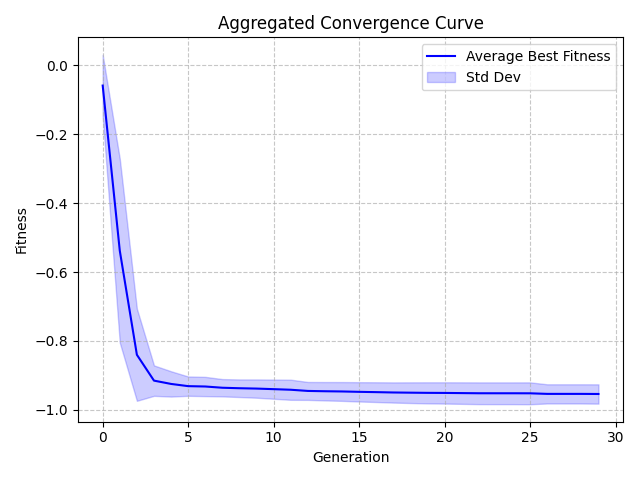 Aggregated Convergence Curve
Average Best Fitness
Std Dev
Fitness
0.0
−0.2
−0.4
−0.6
−0.8
−1.0
0 5 10 15 20 25 30
Generation